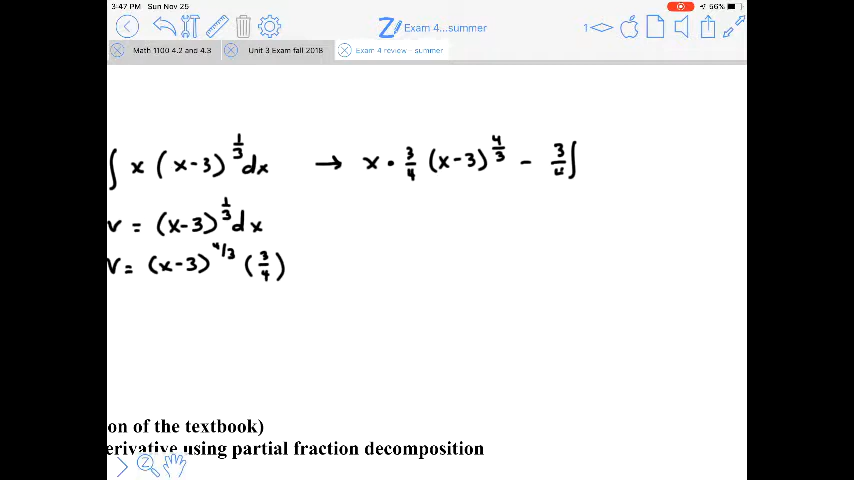 3:47 PM Sun Nov 25
56%
Exam 4...summer
1
Math 1100 4.2 and 4.3
Unit 3 Exam fall 2018
Exam 4 review - summer
∫ x (x-3)^{1/3} dx → x • 3/4 (x-3)^{4/3} - 3/4 ∫
v = (x-3)^{1/3} dx
v = (x-3)^{4/3} (3/4)
on of the textbook)
erivative using partial fraction decomposition